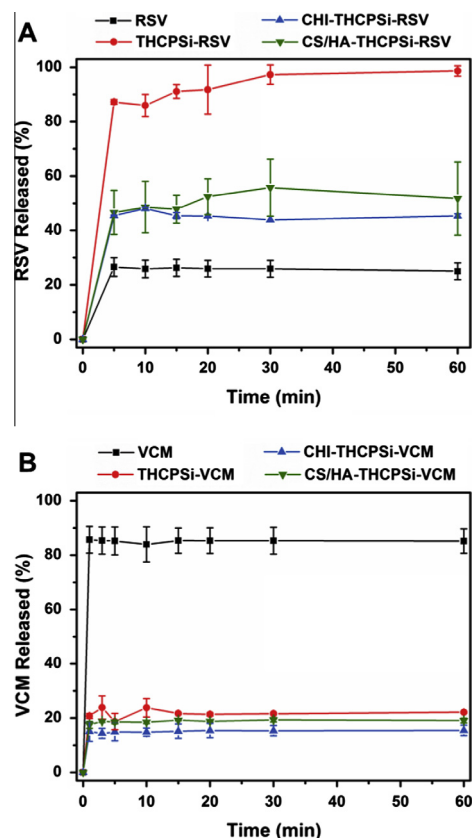 A
RSV CHI-THCPSi-RSV
THCPSi-RSV CS/HA-THCPSi-RSV
RSV Released (%)
100
80
60
40
20
0
0 10 20 30 40 50 60
Time (min)
B
VCM CHI-THCPSi-VCM
THCPSi-VCM CS/HA-THCPSi-VCM
VCM Released (%)
100
80
60
40
20
0
0 10 20 30 40 50 60
Time (min)